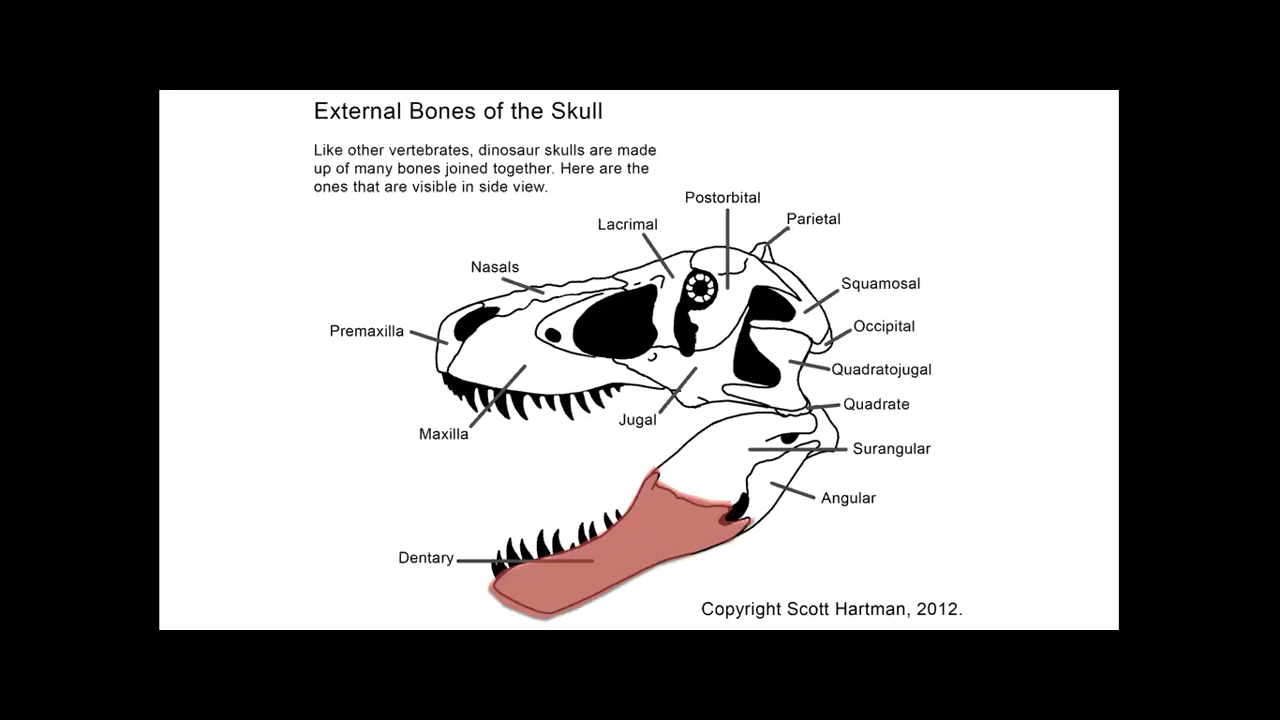 External Bones of the Skull
Like other vertebrates, dinosaur skulls are made
up of many bones joined together. Here are the
ones that are visible in side view.
Postorbital
Lacrimal
Parietal
Nasals
Squamosal
Premaxilla
Occipital
Quadratojugal
Quadrate
Jugal
Maxilla
Surangular
Angular
Dentary
Copyright Scott Hartman, 2012.